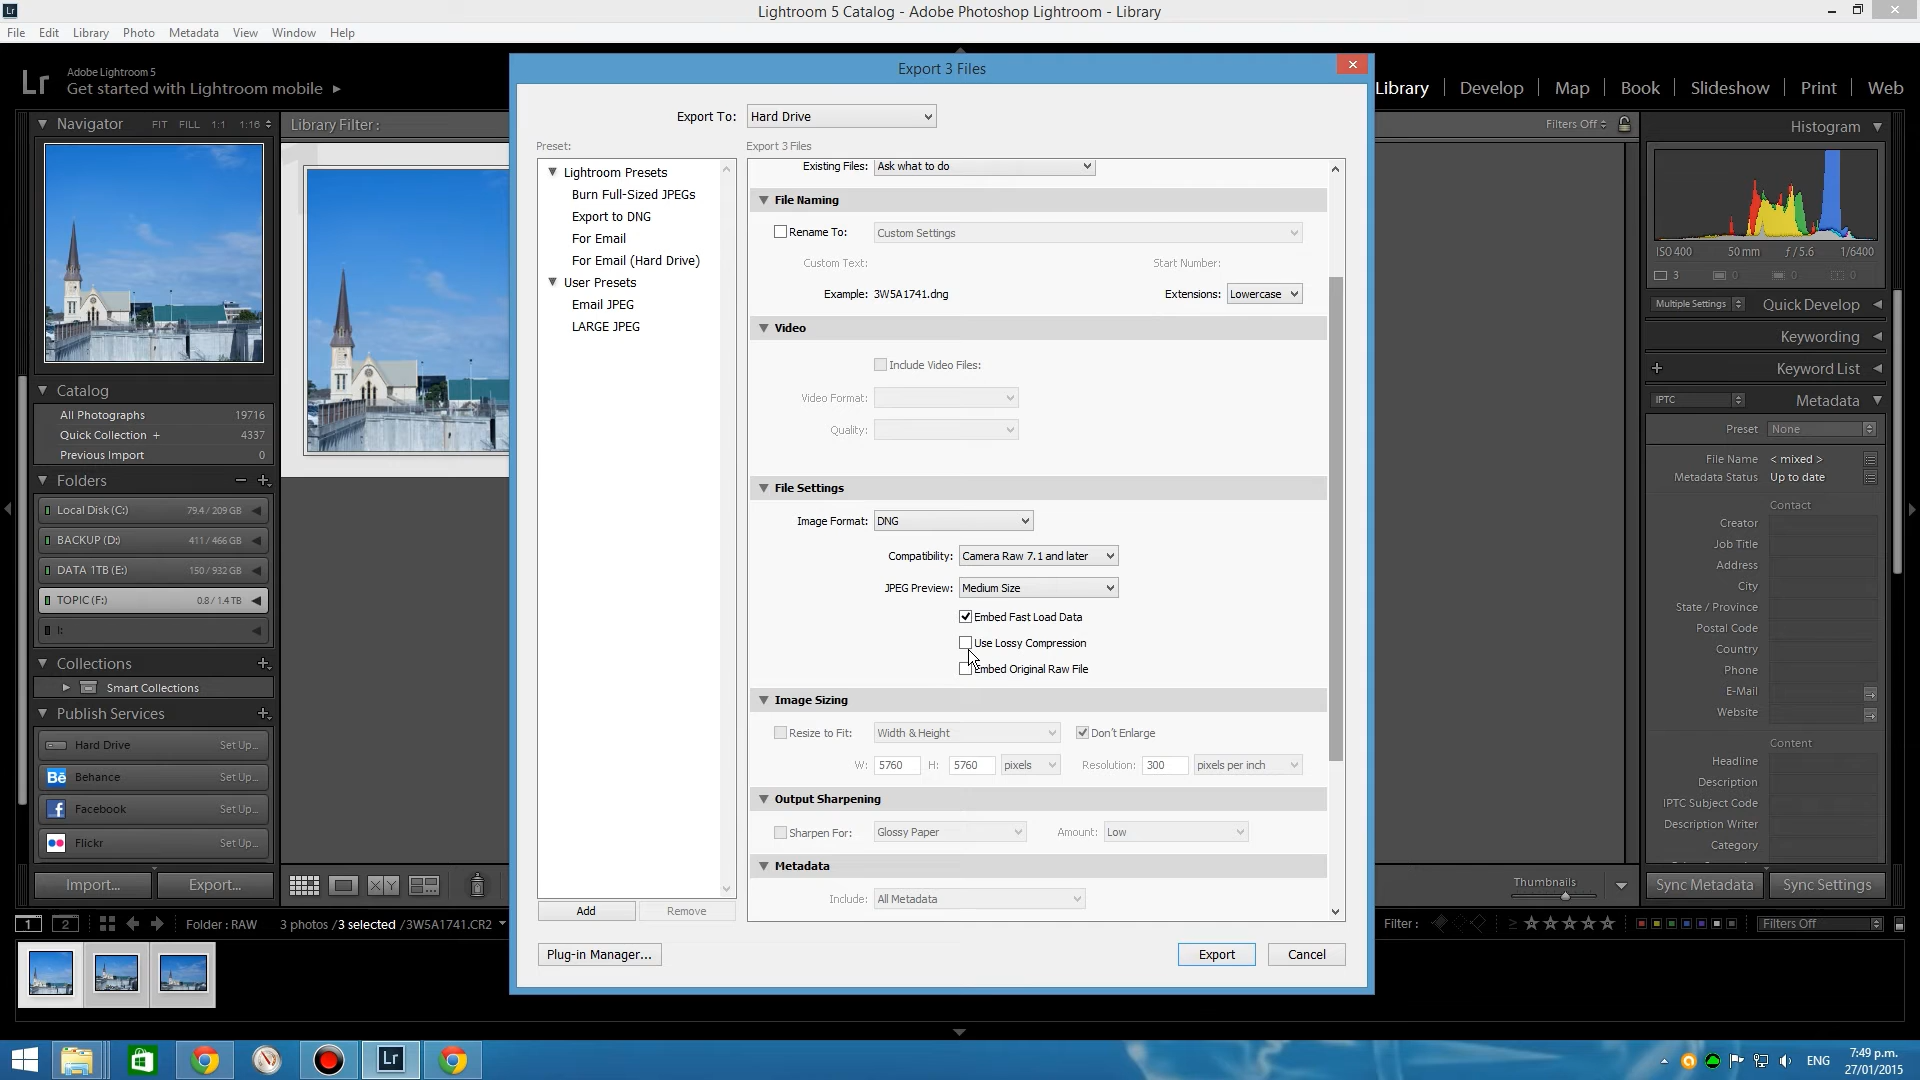 Lightroom 5 Catalog - Adobe Photoshop Lightroom - Library
File Edit Library Photo Metadata View Window Help
Lr Adobe Lightroom 5
Get started with Lightroom mobile
Library Develop Map Book Slideshow Print Web
Navigator FIT FILL 1:1 1:16
Library Filter :
Filters Off
Catalog
All Photographs 19716
Quick Collection + 4337
Previous Import 0
Folders
Local Disk (C:) 79.4 / 209 GB
BACKUP (D:) 411 / 466 GB
DATA 1TB (E:) 150 / 932 GB
TOPIC (F:) 0.8 / 1.4 TB
I:
Collections
Smart Collections
Publish Services
Hard Drive Set Up...
Bē Behance Set Up...
Facebook Set Up...
Flickr Set Up...
Import... Export...
Export 3 Files
Export To: Hard Drive
Preset:
Lightroom Presets
Burn Full-Sized JPEGs
Export to DNG
For Email
For Email (Hard Drive)
User Presets
Email JPEG
LARGE JPEG
Add Remove
Plug-in Manager...
Export 3 Files
Existing Files: Ask what to do
File Naming
Rename To: Custom Settings
Custom Text: Start Number:
Example: 3W5A1741.dng Extensions: Lowercase
Video
Include Video Files:
Video Format:
Quality:
File Settings
Image Format: DNG
Compatibility: Camera Raw 7.1 and later
JPEG Preview: Medium Size
Embed Fast Load Data
Use Lossy Compression
Embed Original Raw File
Image Sizing
Resize to Fit: Width & Height Don't Enlarge
W: 5760 H: 5760 pixels Resolution: 300 pixels per inch
Output Sharpening
Sharpen For: Glossy Paper Amount: Low
Metadata
Include: All Metadata
Export Cancel
Histogram
ISO 400 50 mm f / 5.6 1/6400
3 0 0 0
Multiple Settings Quick Develop
Keywording
Keyword List
IPTC Metadata
Preset None
File Name < mixed >
Metadata Status Up to date
Contact
Creator
Job Title
Address
City
State / Province
Postal Code
Country
Phone
E-Mail
Website
Content
Headline
Description
IPTC Subject Code
Description Writer
Category
Thumbnails
Sync Metadata Sync Settings
1 2 Folder : RAW 3 photos /3 selected /3W5A1741.CR2
Filter : Filters Off
Lr
ENG 7:49 p.m.
27/01/2015